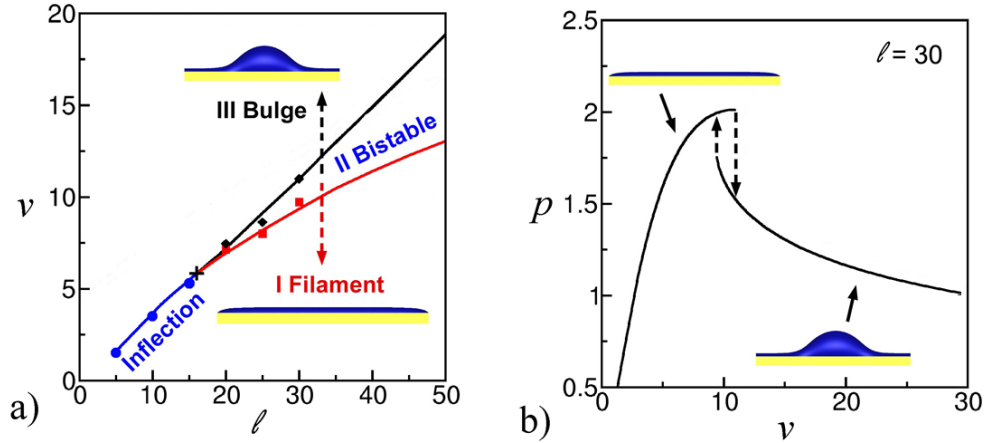 20
15
10
5
0
v
III Bulge
II Bistable
I Filament
Inflection
0 10 20 30 40 50
ℓ
a)
2.5
2
1.5
1
0.5
p
ℓ = 30
0 10 20 30
v
b)